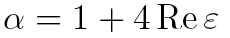 α = 1 + 4 Re ε